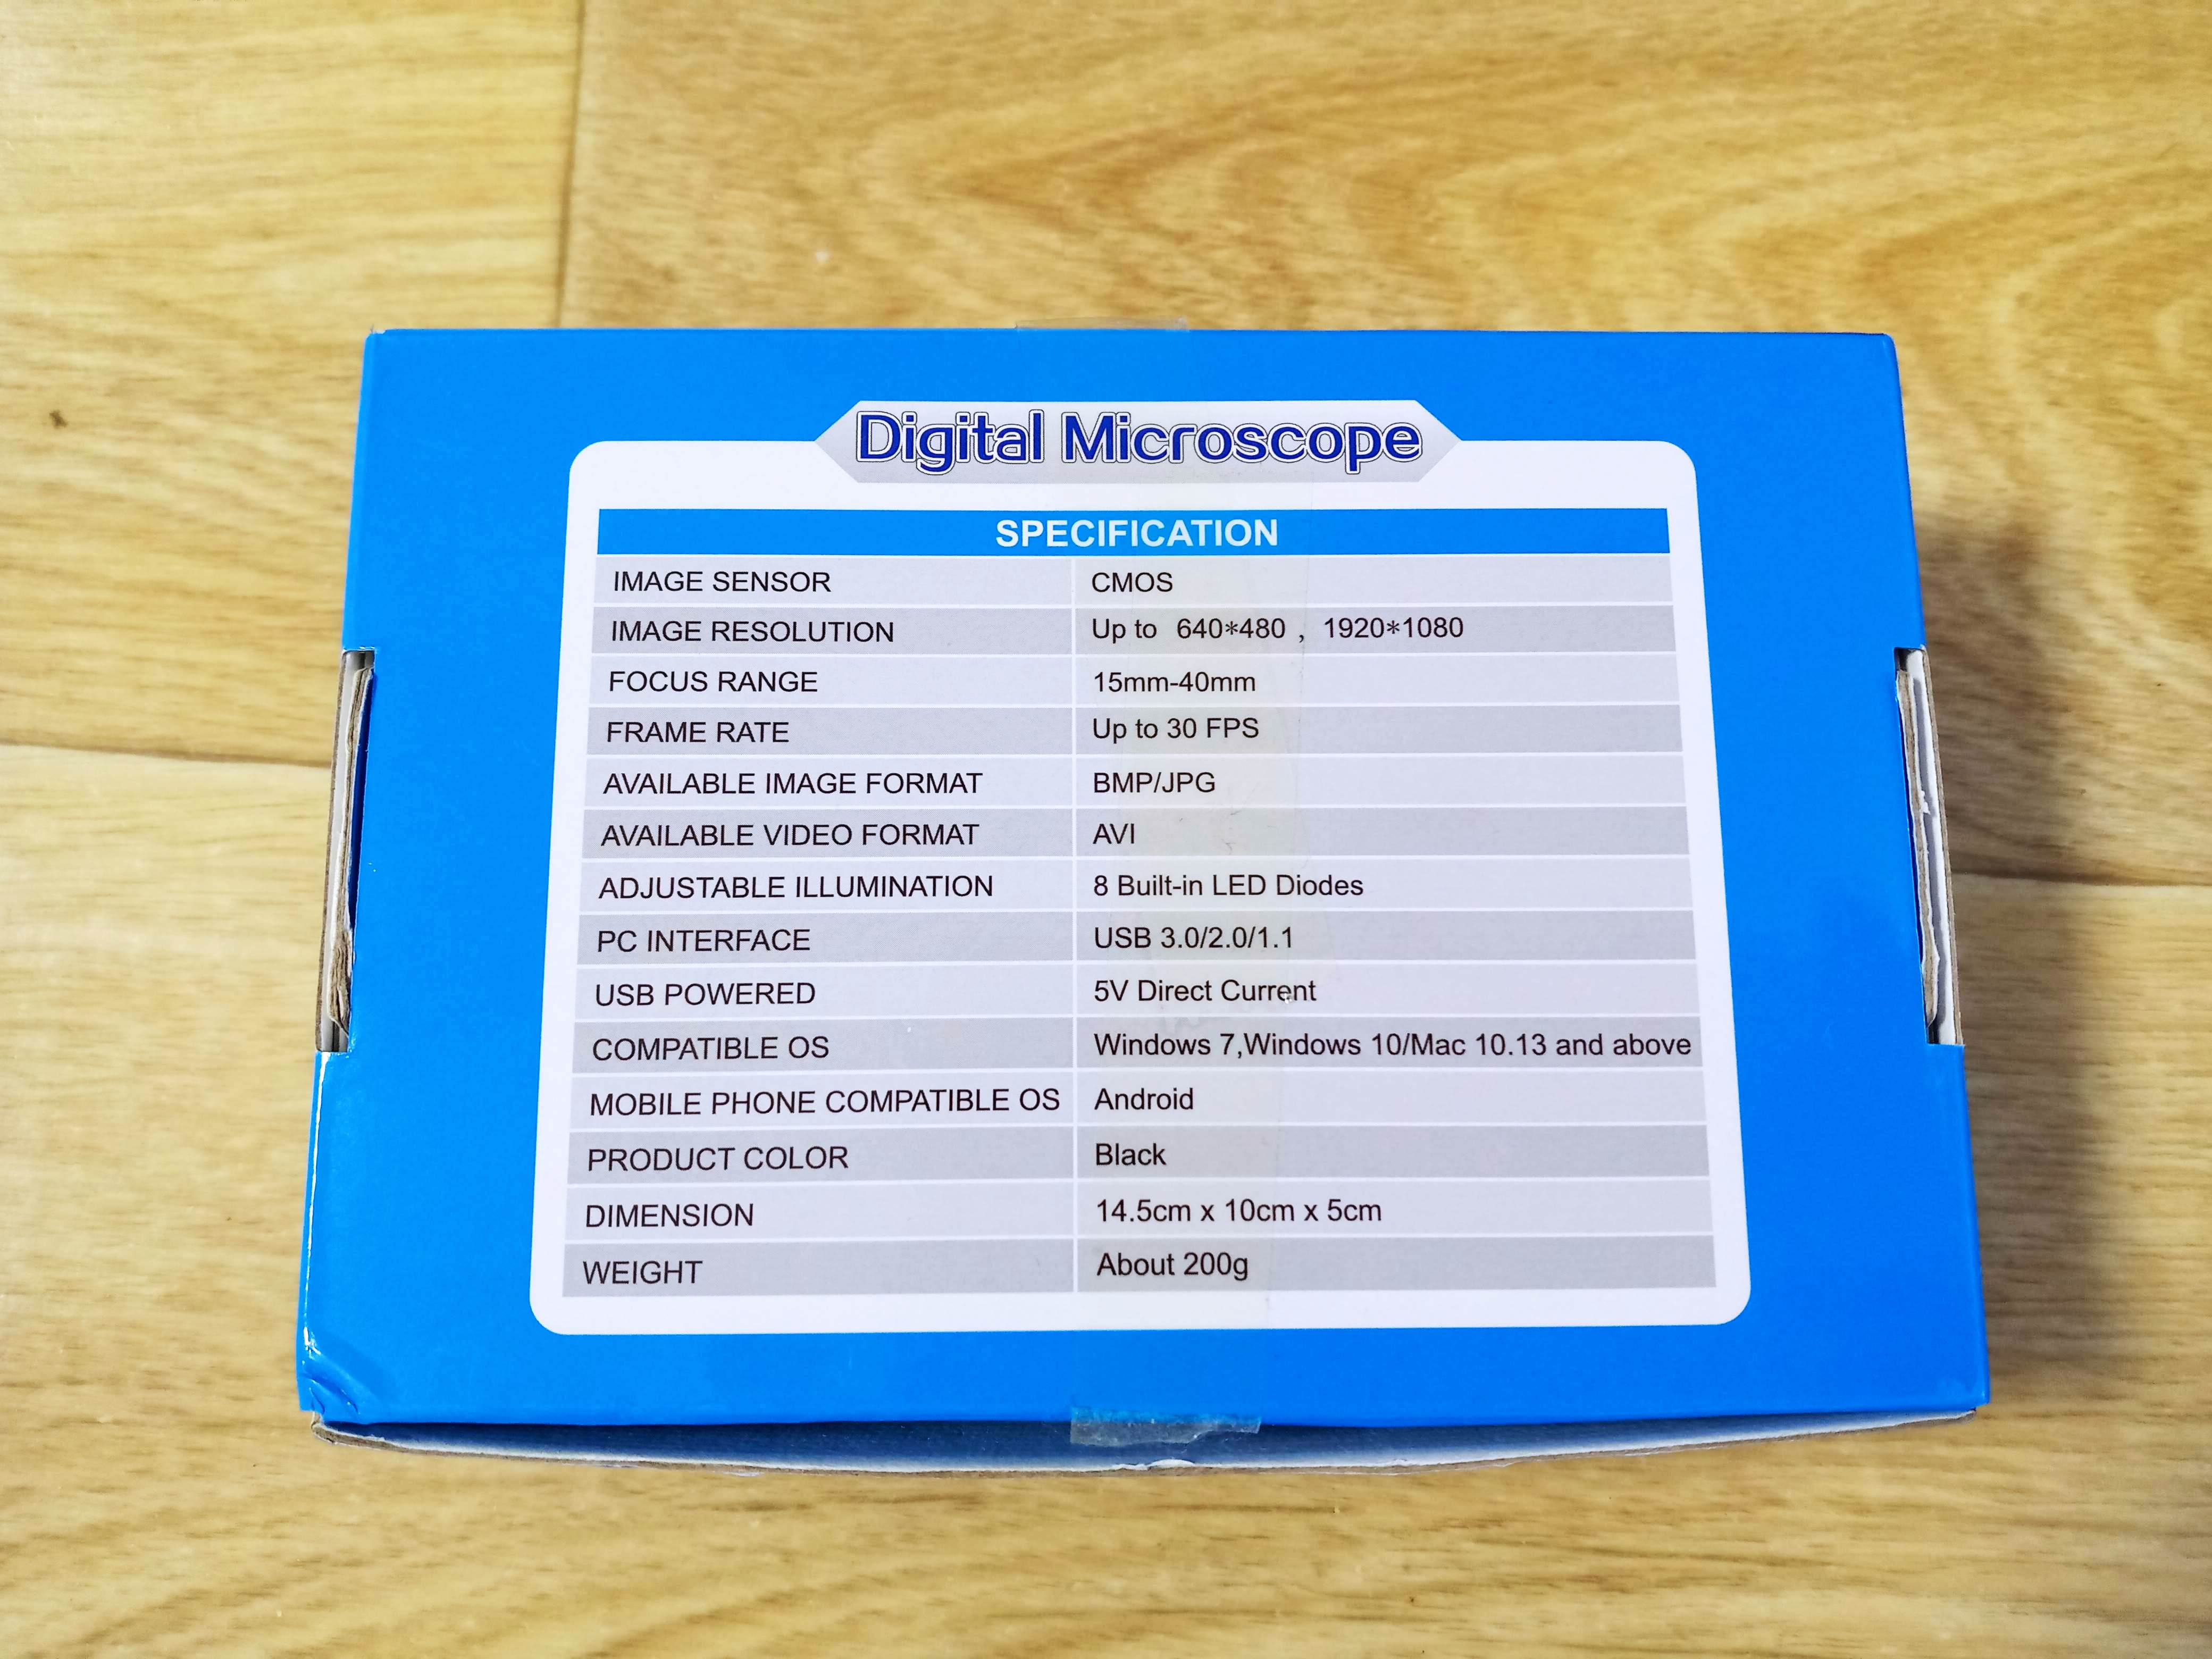 Digital Microscope
SPECIFICATION
IMAGE SENSOR CMOS
IMAGE RESOLUTION Up to 640*480 , 1920*1080
FOCUS RANGE 15mm-40mm
FRAME RATE Up to 30 FPS
AVAILABLE IMAGE FORMAT BMP/JPG
AVAILABLE VIDEO FORMAT AVI
ADJUSTABLE ILLUMINATION 8 Built-in LED Diodes
PC INTERFACE USB 3.0/2.0/1.1
USB POWERED 5V Direct Current
COMPATIBLE OS Windows 7,Windows 10/Mac 10.13 and above
MOBILE PHONE COMPATIBLE OS Android
PRODUCT COLOR Black
DIMENSION 14.5cm x 10cm x 5cm
WEIGHT About 200g